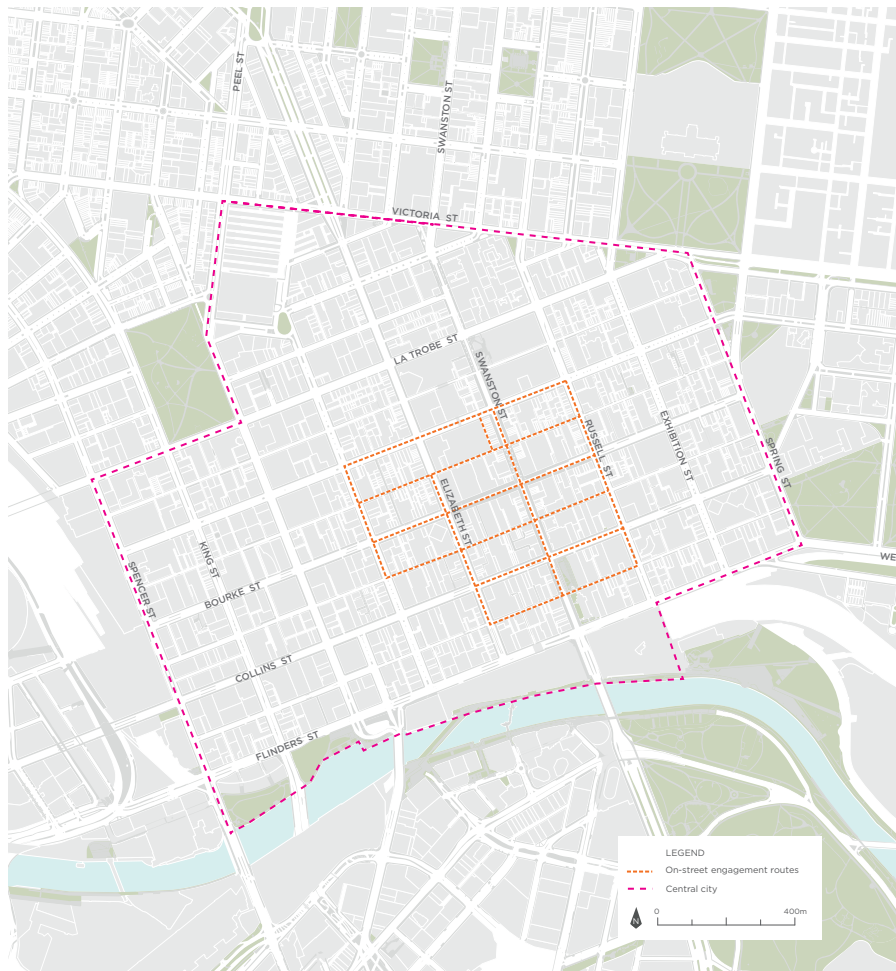 PEEL ST
SWANSTON ST
VICTORIA ST
LA TROBE ST
SWANSTON ST
RUSSELL ST
EXHIBITION ST
SPRING ST
ELIZABETH ST
KING ST
SPENCER ST
BOURKE ST
WE
COLLINS ST
FLINDERS ST
LEGEND
On-street engagement routes
Central city
N
0 400m